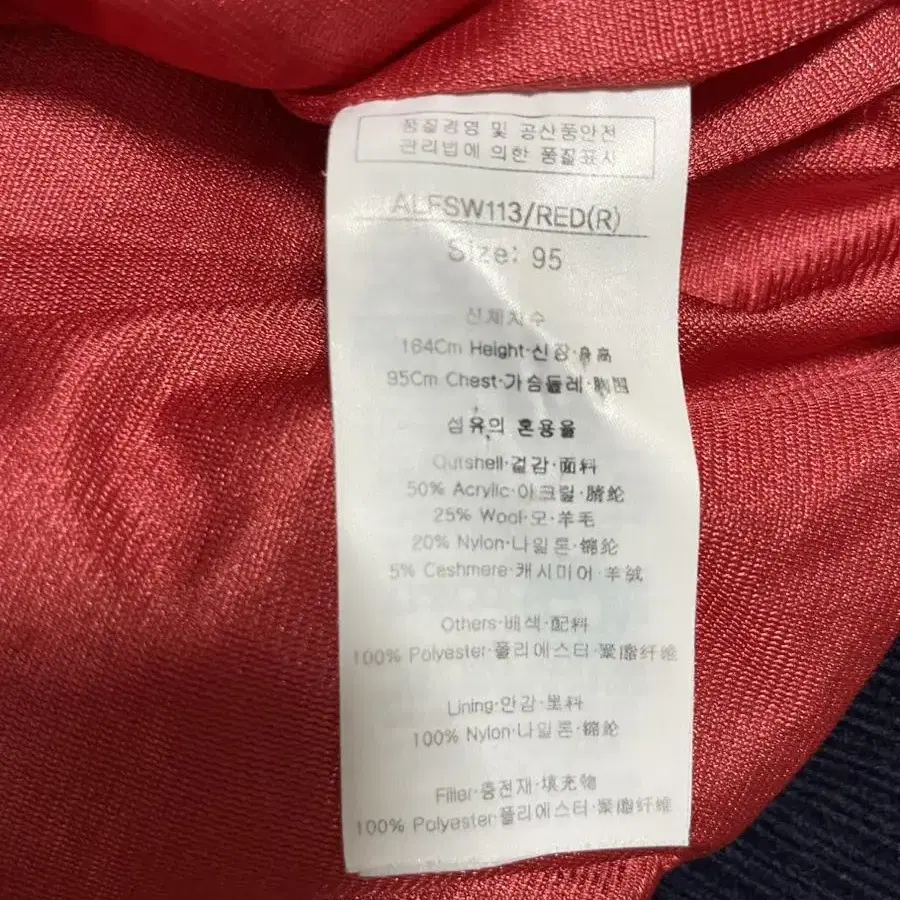 품질경영 및 공산품안전
관리법에 의한 품질표시
ALFSW113/RED(R)
Size: 95
신체치수
164Cm Height·신장·身高
95Cm Chest·가슴둘레·胸围
섬유의 혼용율
Outshell·겉감·面料
50% Acrylic·아크릴·腈纶
25% Wool·모·羊毛
20% Nylon·나일론·锦纶
5% Cashmere·캐시미어·羊绒
Others·배색·配料
100% Polyester·폴리에스터·聚酯纤维
Lining·안감·里料
100% Nylon·나일론·锦纶
Filler·충전재·填充物
100% Polyester·폴리에스터·聚酯纤维